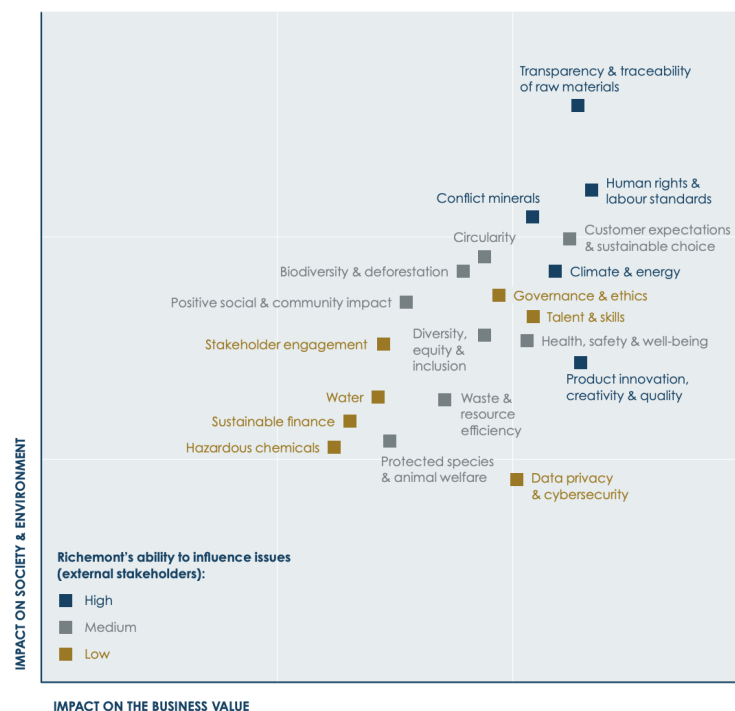 Transparency & traceability
of raw materials
Human rights &
labour standards
Conflict minerals
Customer expectations
& sustainable choice
Circularity
Biodiversity & deforestation
Climate & energy
Governance & ethics
Positive social & community impact
Talent & skills
Diversity,
equity &
inclusion
Health, safety & well-being
Stakeholder engagement
Product innovation,
creativity & quality
Water
Waste &
resource
efficiency
Sustainable finance
Hazardous chemicals
Protected species
& animal welfare
Data privacy
& cybersecurity
IMPACT ON SOCIETY & ENVIRONMENT
Richemont's ability to influence issues
(external stakeholders):
High
Medium
Low
IMPACT ON THE BUSINESS VALUE